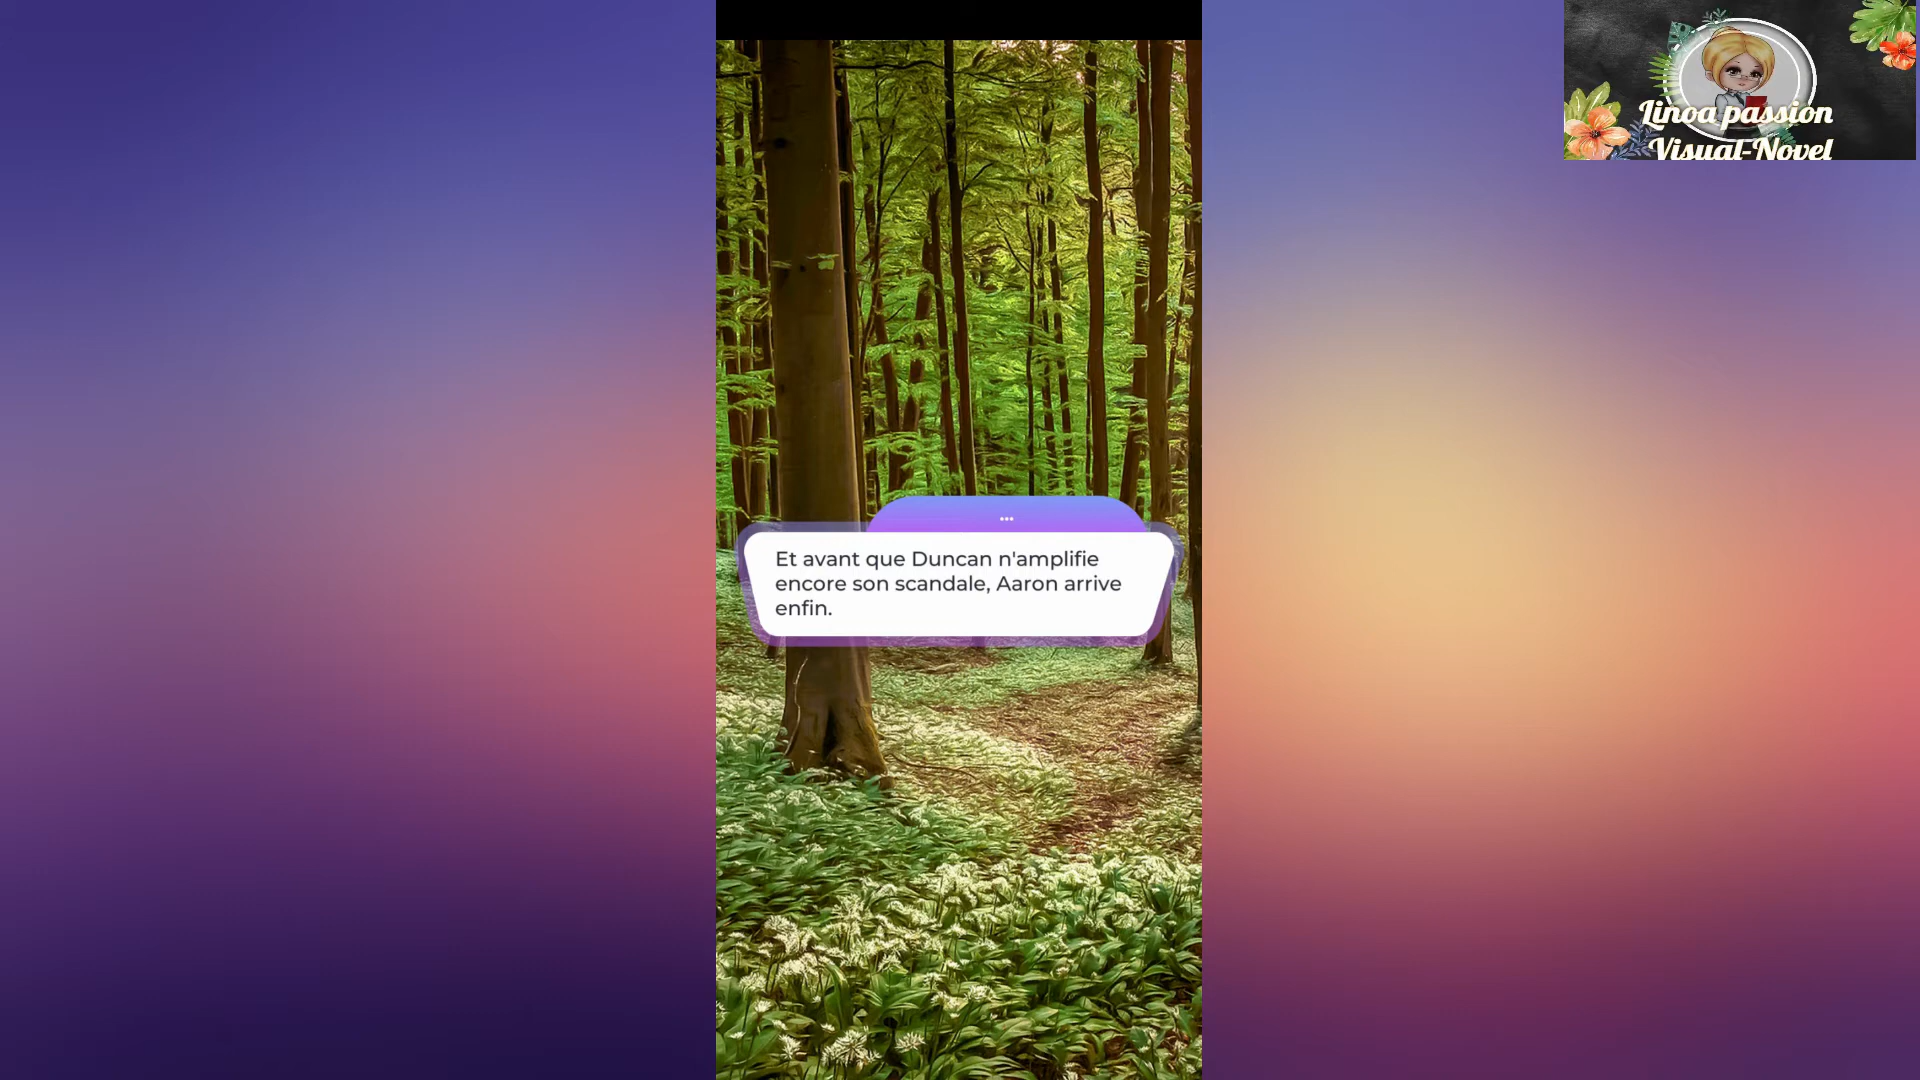 Linoa passion
Visual-Novel
...
Et avant que Duncan n'amplifie
encore son scandale, Aaron arrive
enfin.